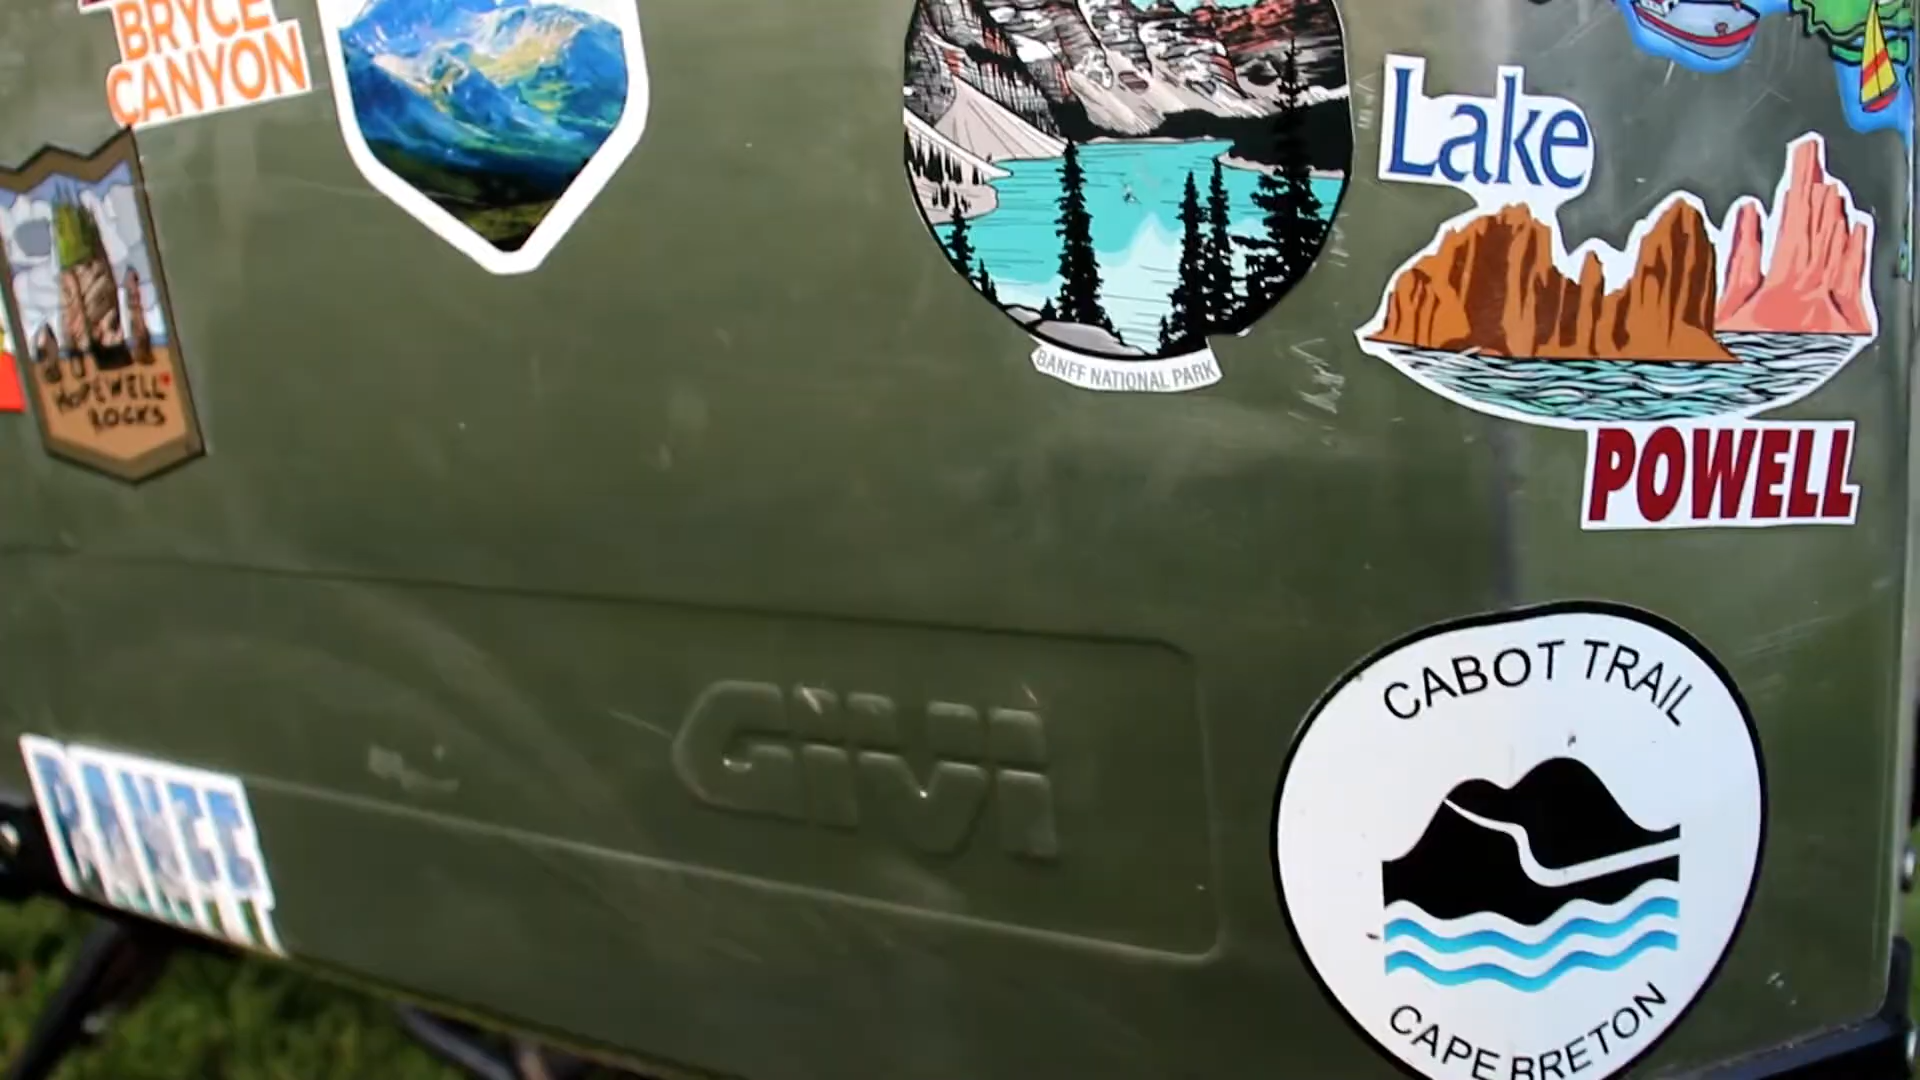 BRYCE
CANYON
HOPEWELL
ROCKS
BANFF NATIONAL PARK
Lake
POWELL
GIVI
CABOT TRAIL
CAPE BRETON